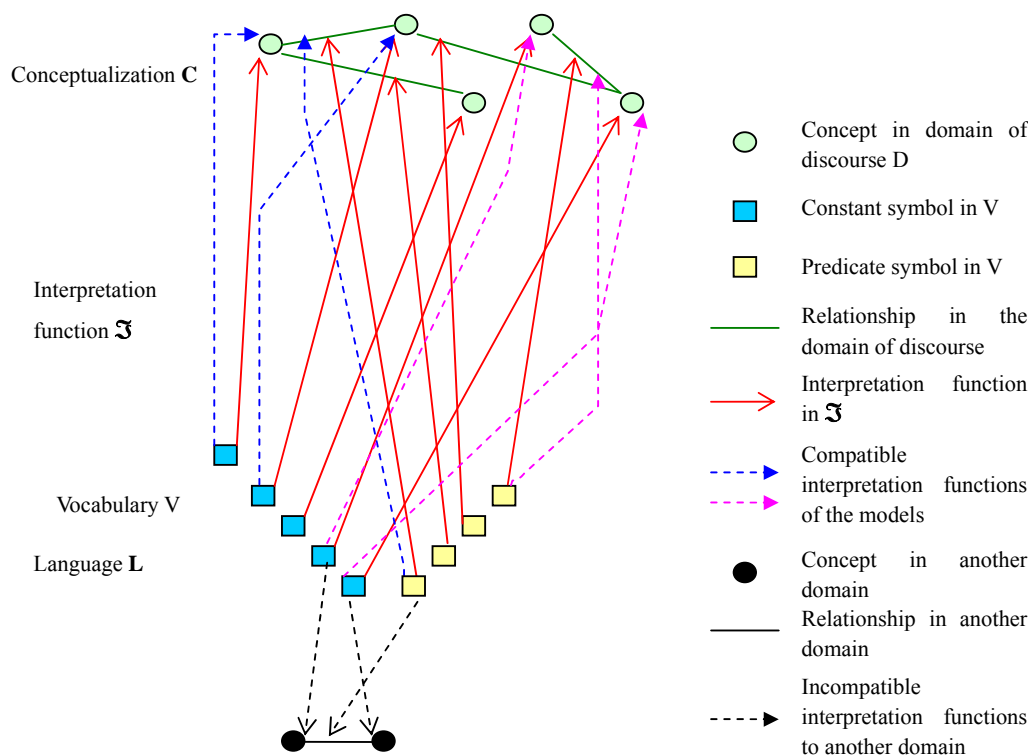 Conceptualization C
Interpretation
function ℑ
Vocabulary V
Language L
Concept in domain of
discourse D
Constant symbol in V
Predicate symbol in V
Relationship in the
domain of discourse
Interpretation function
in ℑ
Compatible
interpretation functions
of the models
Concept in another
domain
Relationship in another
domain
Incompatible
interpretation functions
to another domain